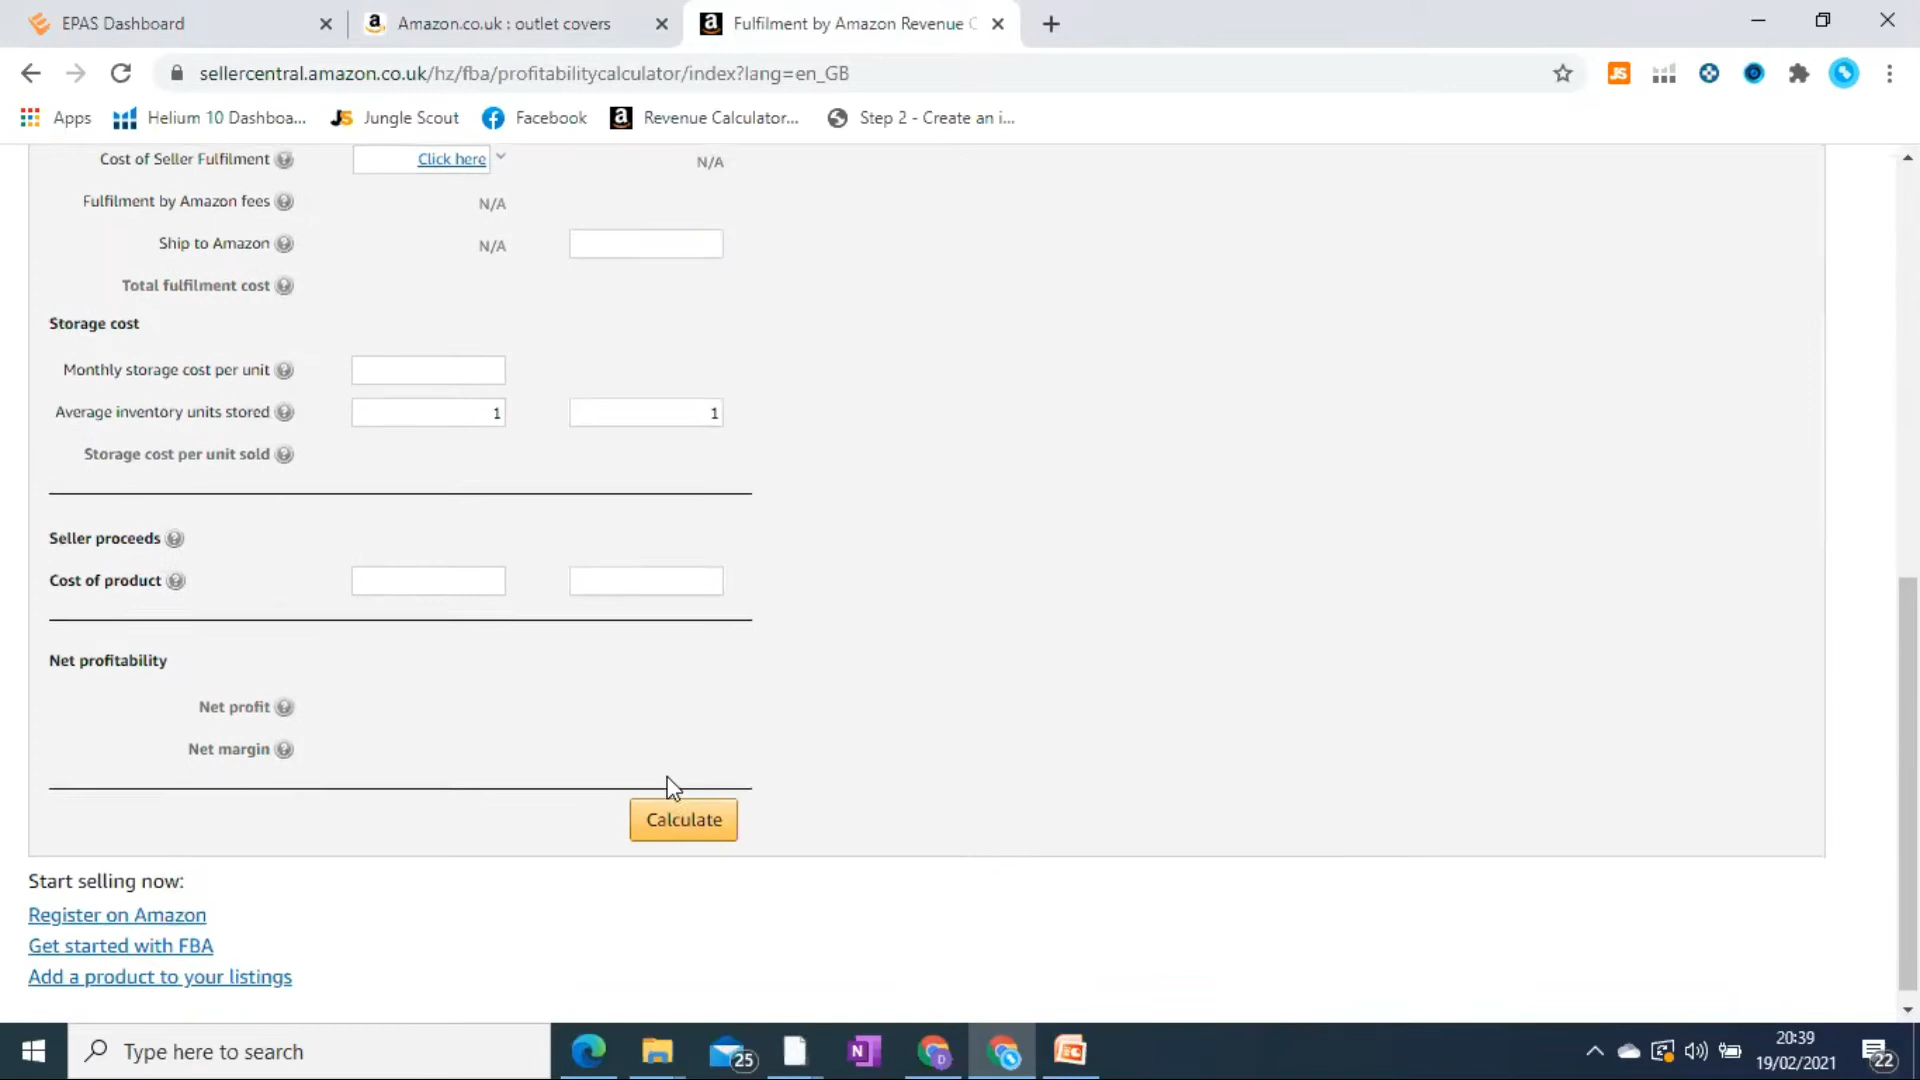 EPAS Dashboard
Amazon.co.uk : outlet covers
Fulfilment by Amazon Revenue C
sellercentral.amazon.co.uk/hz/fba/profitabilitycalculator/index?lang=en_GB
JS
Apps
Helium 10 Dashboa...
JS
Jungle Scout
Facebook
Revenue Calculator...
Step 2 - Create an i...
Cost of Seller Fulfilment
Click here
N/A
Fulfilment by Amazon fees
N/A
Ship to Amazon
N/A
Total fulfilment cost
Storage cost
Monthly storage cost per unit
Average inventory units stored
1
1
Storage cost per unit sold
Seller proceeds
Cost of product
Net profitability
Net profit
Net margin
Calculate
Start selling now:
Register on Amazon
Get started with FBA
Add a product to your listings
Type here to search
25
N
D
20:39
19/02/2021
22